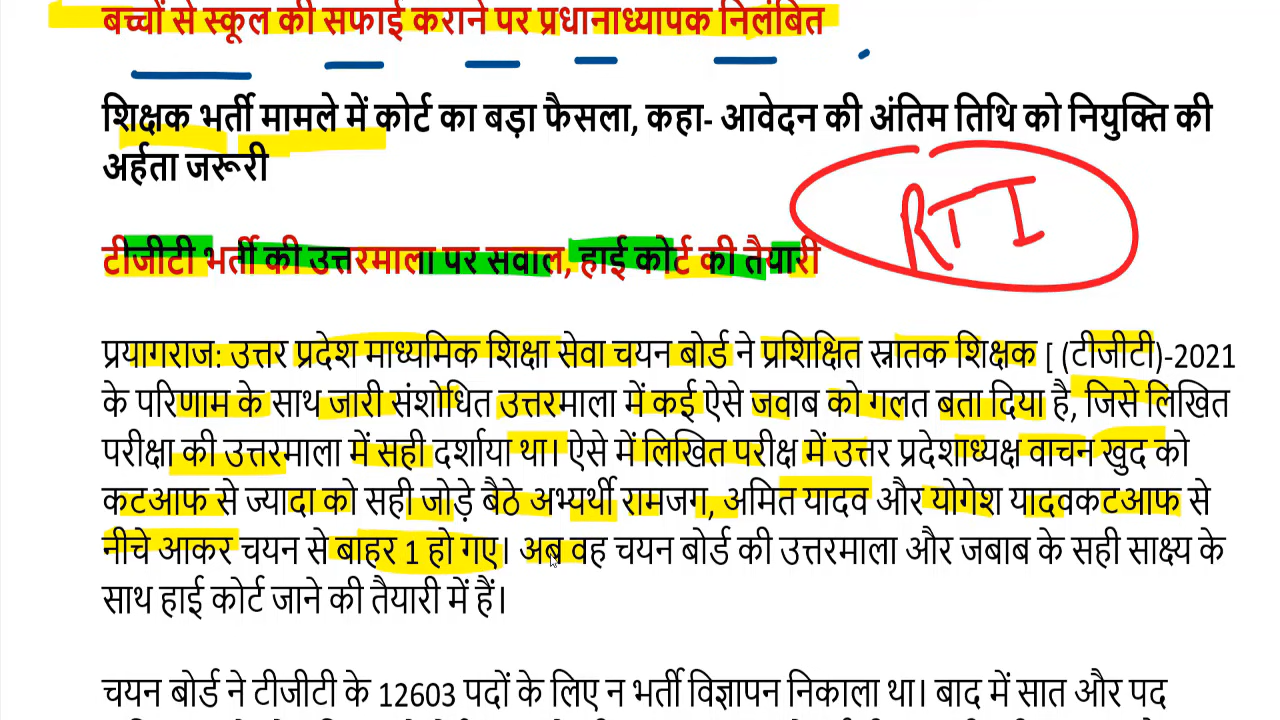 बच्चों से स्कूल की सफाई कराने पर प्रधानाध्यापक निलंबित
शिक्षक भर्ती मामले में कोर्ट का बड़ा फैसला, कहा- आवेदन की अंतिम तिथि को नियुक्ति की
अर्हता जरूरी
RTI
टीजीटी भर्ती की उत्तरमाला पर सवाल, हाई कोर्ट की तैयारी
प्रयागराज: उत्तर प्रदेश माध्यमिक शिक्षा सेवा चयन बोर्ड ने प्रशिक्षित स्नातक शिक्षक [ (टीजीटी)-2021
के परिणाम के साथ जारी संशोधित उत्तरमाला में कई ऐसे जवाब को गलत बता दिया है, जिसे लिखित
परीक्षा की उत्तरमाला में सही दर्शाया था। ऐसे में लिखित परीक्ष में उत्तर प्रदेशाध्यक्ष वाचन खुद को
कटआफ से ज्यादा को सही जोड़े बैठे अभ्यर्थी रामजग, अमित यादव और योगेश यादवकटआफ से
नीचे आकर चयन से बाहर 1 हो गए। अब वह चयन बोर्ड की उत्तरमाला और जबाब के सही साक्ष्य के
साथ हाई कोर्ट जाने की तैयारी में हैं।
चयन बोर्ड ने टीजीटी के 12603 पदों के लिए न भर्ती विज्ञापन निकाला था। बाद में सात और पद